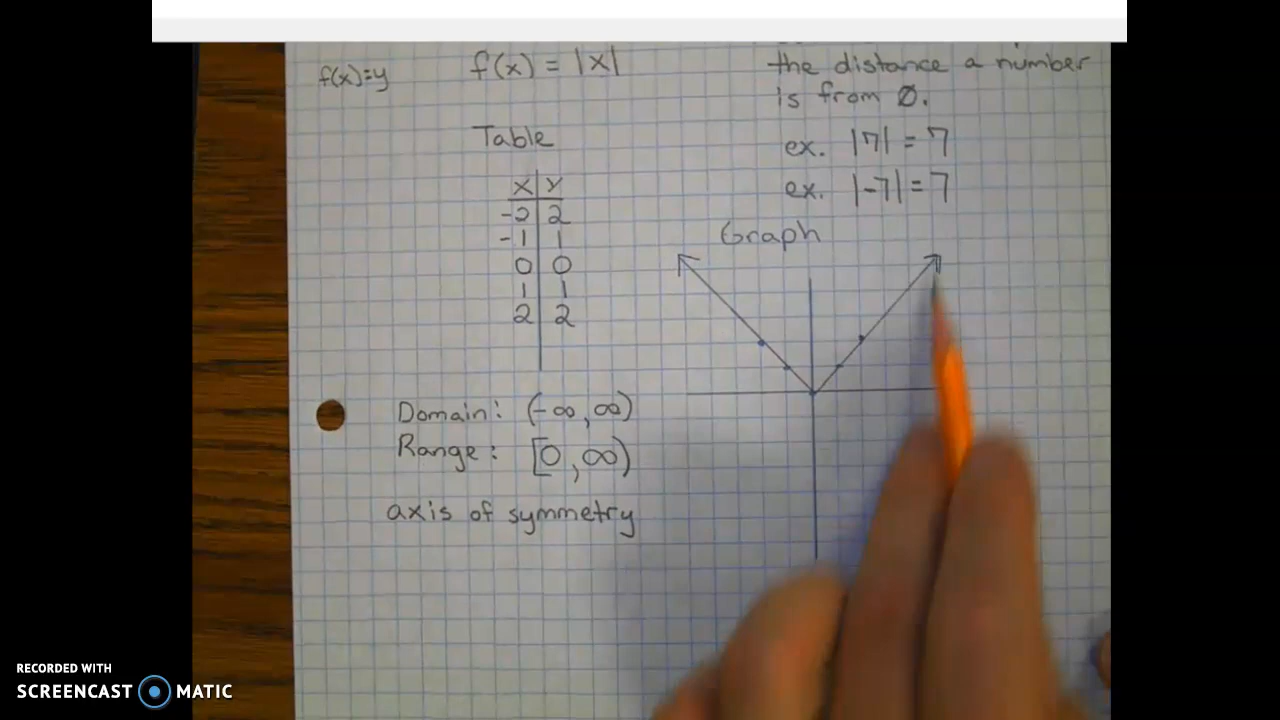 f(x)=y
f(x) = |x|
the distance a number
is from 0.
ex. |7| = 7
ex. |-7| = 7
Table
X Y
-2 2
-1 1
0 0
1 1
2 2
Graph
Domain: (-∞,∞)
Range: [0,∞)
axis of symmetry
RECORDED WITH
SCREENCAST MATIC